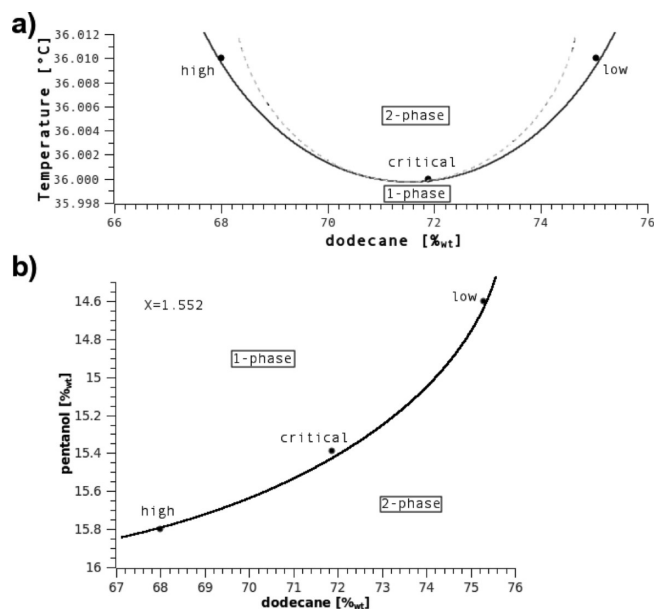 a)
Temperature [°C]
36.012
36.010
36.008
36.006
36.004
36.002
36.000
35.998
high
low
2-phase
critical
1-phase
66 68 70 72 74 76
dodecane [%wt]
b)
pentanol [%wt]
14.6
14.8
15
15.2
15.4
15.6
15.8
16
X=1.552
low
1-phase
critical
high
2-phase
67 68 69 70 71 72 73 74 75 76
dodecane [%wt]